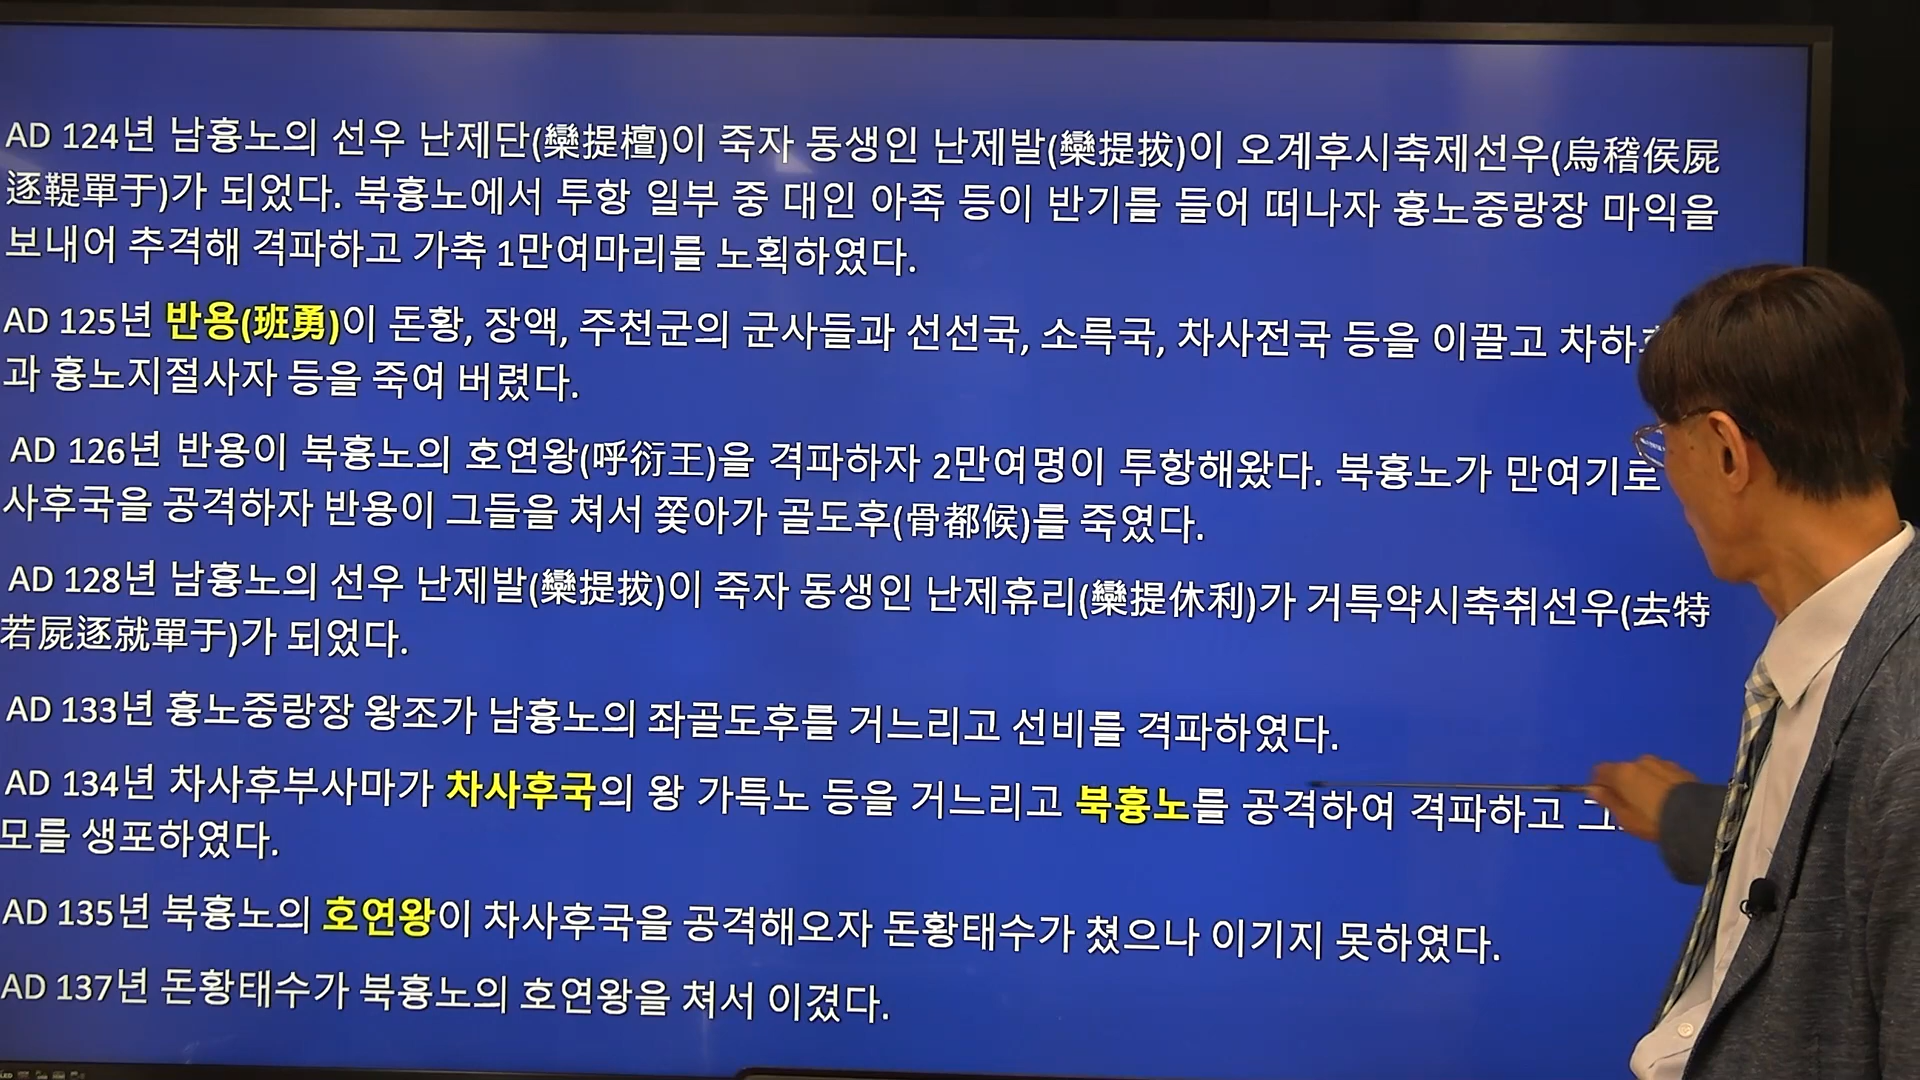 AD 124년 남흉노의 선우 난제단(欒提檀)이 죽자 동생인 난제발(欒提拔)이 오계후시축제선우(烏稽侯屍
逐鞮單于)가 되었다. 북흉노에서 투항 일부 중 대인 아족 등이 반기를 들어 떠나자 흉노중랑장 마익을
보내어 추격해 격파하고 가축 1만여마리를 노획하였다.
AD 125년 반용(班勇)이 돈황, 장액, 주천군의 군사들과 선선국, 소륵국, 차사전국 등을 이끌고 차하
과 흉노지절사자 등을 죽여 버렸다.
AD 126년 반용이 북흉노의 호연왕(呼衍王)을 격파하자 2만여명이 투항해왔다. 북흉노가 만여기로
사후국을 공격하자 반용이 그들을 쳐서 쫓아가 골도후(骨都候)를 죽였다.
AD 128년 남흉노의 선우 난제발(欒提拔)이 죽자 동생인 난제휴리(欒提休利)가 거특약시축취선우(去特
若屍逐就單于)가 되었다.
AD 133년 흉노중랑장 왕조가 남흉노의 좌골도후를 거느리고 선비를 격파하였다.
AD 134년 차사후부사마가 차사후국의 왕 가특노 등을 거느리고 북흉노를 공격하여 격파하고 그
모를 생포하였다.
AD 135년 북흉노의 호연왕이 차사후국을 공격해오자 돈황태수가 쳤으나 이기지 못하였다.
AD 137년 돈황태수가 북흉노의 호연왕을 쳐서 이겼다.